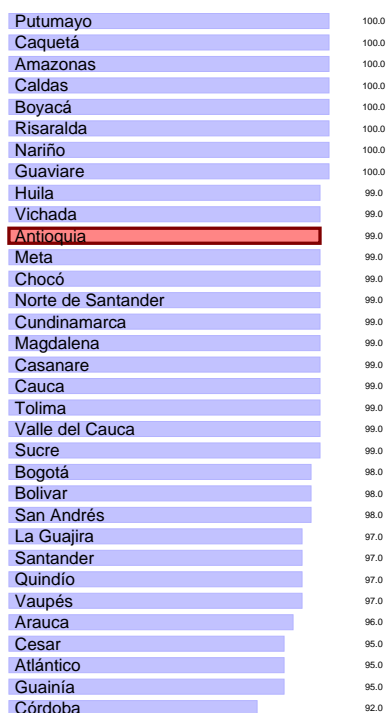 Putumayo 100.0
Caquetá 100.0
Amazonas 100.0
Caldas 100.0
Boyacá 100.0
Risaralda 100.0
Nariño 100.0
Guaviare 100.0
Huila 99.0
Vichada 99.0
Antioquia 99.0
Meta 99.0
Chocó 99.0
Norte de Santander 99.0
Cundinamarca 99.0
Magdalena 99.0
Casanare 99.0
Cauca 99.0
Tolima 99.0
Valle del Cauca 99.0
Sucre 99.0
Bogotá 98.0
Bolivar 98.0
San Andrés 98.0
La Guajira 97.0
Santander 97.0
Quindío 97.0
Vaupés 97.0
Arauca 96.0
Cesar 95.0
Atlántico 95.0
Guainía 95.0
Córdoba 92.0